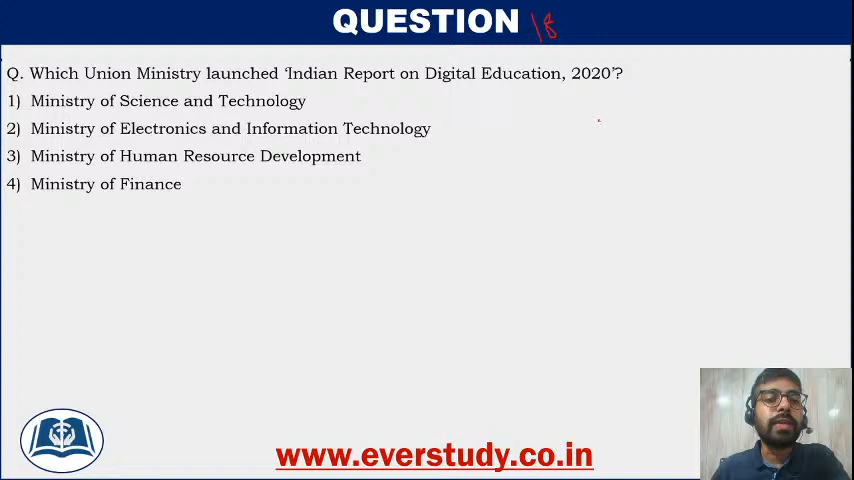 QUESTION 18
Q. Which Union Ministry launched ‘Indian Report on Digital Education, 2020’?
1) Ministry of Science and Technology
2) Ministry of Electronics and Information Technology
3) Ministry of Human Resource Development
4) Ministry of Finance
www.everstudy.co.in